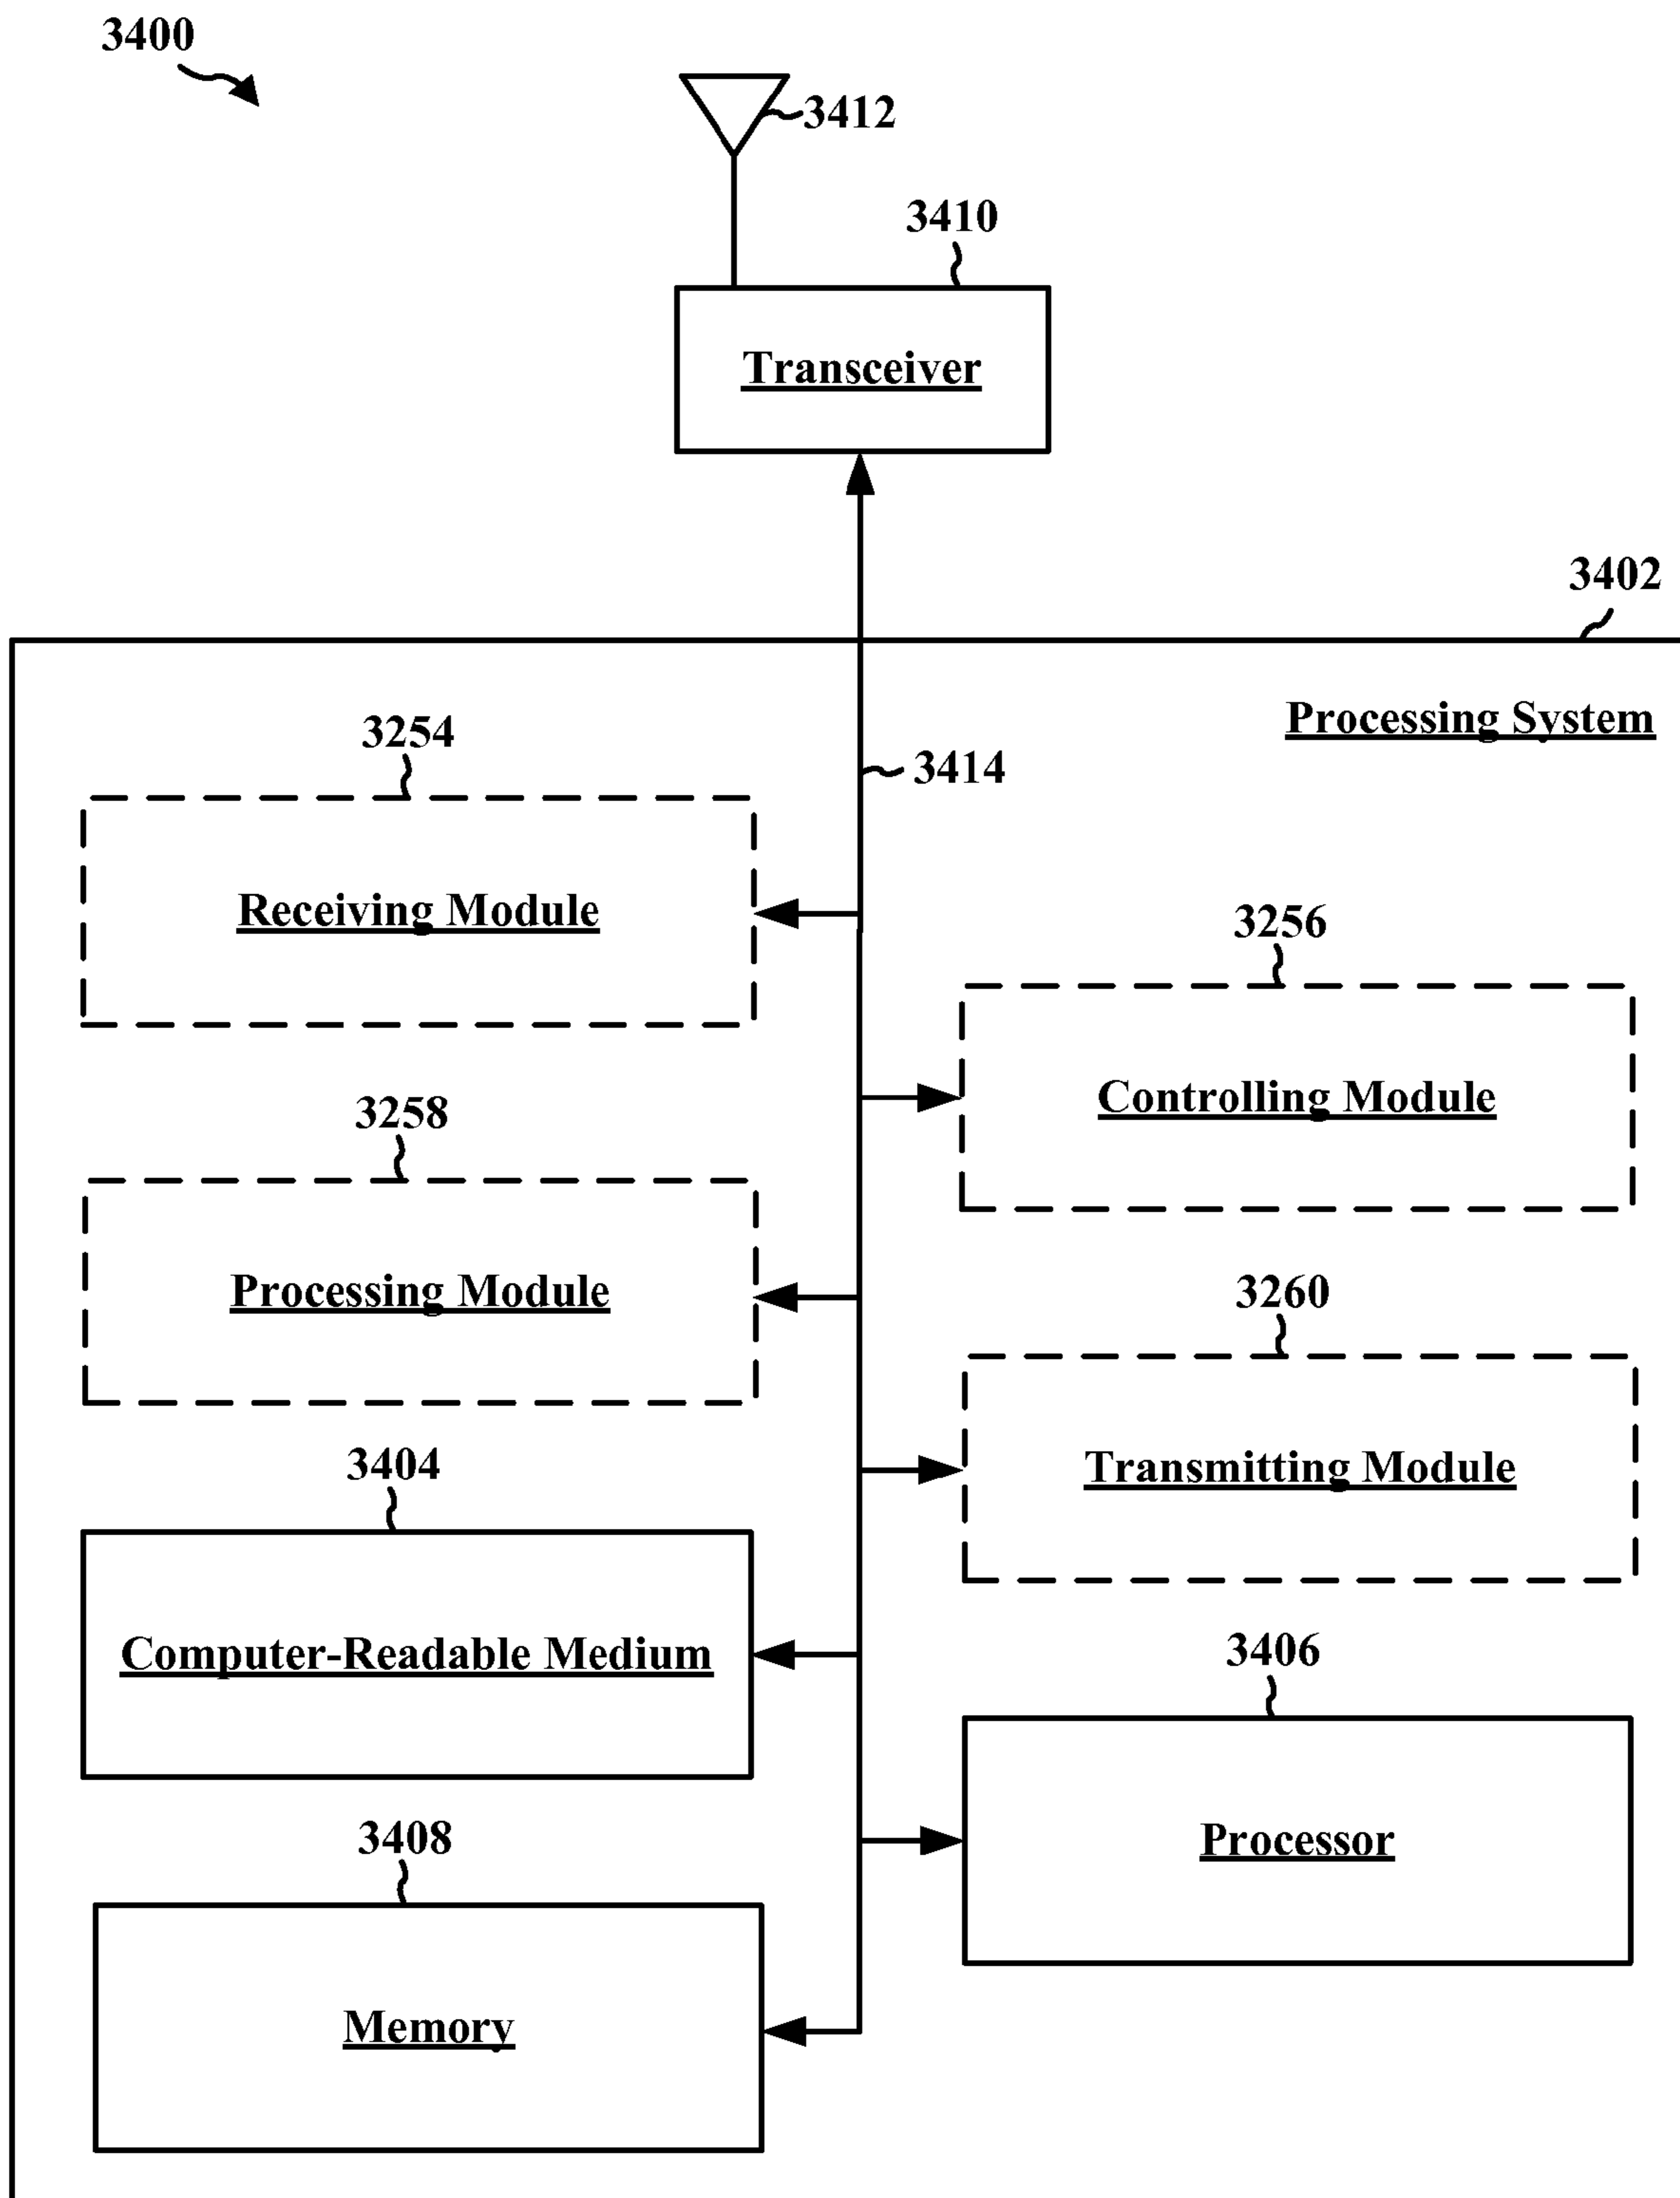 3400
3412
3410
Transceiver
3402
Processing System
3254
3414
Receiving Module
3256
Controlling Module
3258
Processing Module
3260
Transmitting Module
3404
Computer-Readable Medium
3406
Processor
3408
Memory